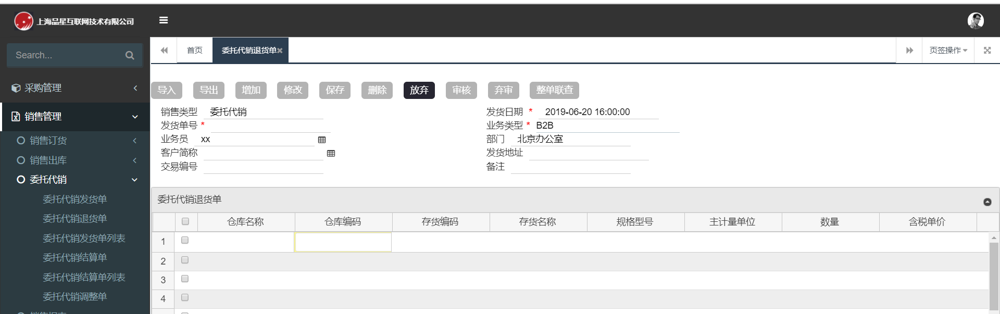 上海品星互联网技术有限公司
Search...
首页
委托代销退货单
页签操作
采购管理
销售管理
销售订货
销售出库
委托代销
委托代销发货单
委托代销退货单
委托代销发货单列表
委托代销结算单
委托代销结算单列表
委托代销调整单
销售报表
导入 导出 增加 修改 保存 删除 放弃 审核 弃审 整单联查
销售类型 委托代销 发货日期 * 2019-06-20 16:00:00
发货单号 * 业务类型 * B2B
业务员 xx 部门 北京办公室
客户简称 发货地址
交易编号 备注
委托代销退货单
仓库名称 仓库编码 存货编码 存货名称 规格型号 主计量单位 数量 含税单价
1
2
3
4